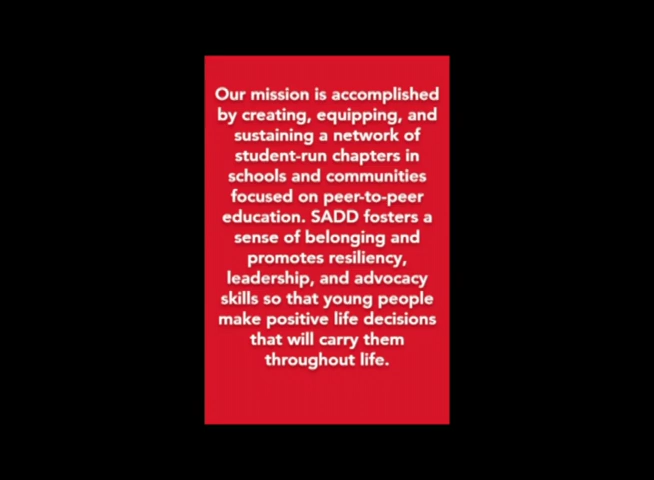 Our mission is accomplished
by creating, equipping, and
sustaining a network of
student-run chapters in
schools and communities
focused on peer-to-peer
education. SADD fosters a
sense of belonging and
promotes resiliency,
leadership, and advocacy
skills so that young people
make positive life decisions
that will carry them
throughout life.